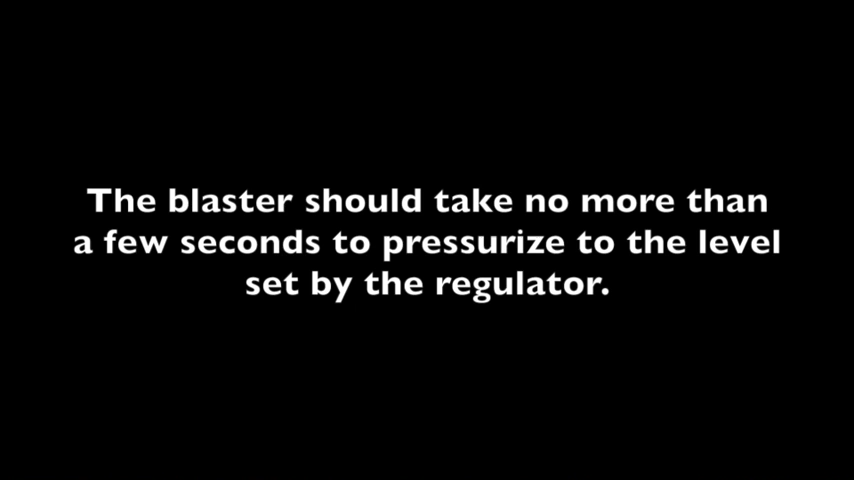 The blaster should take no more than
a few seconds to pressurize to the level
set by the regulator.